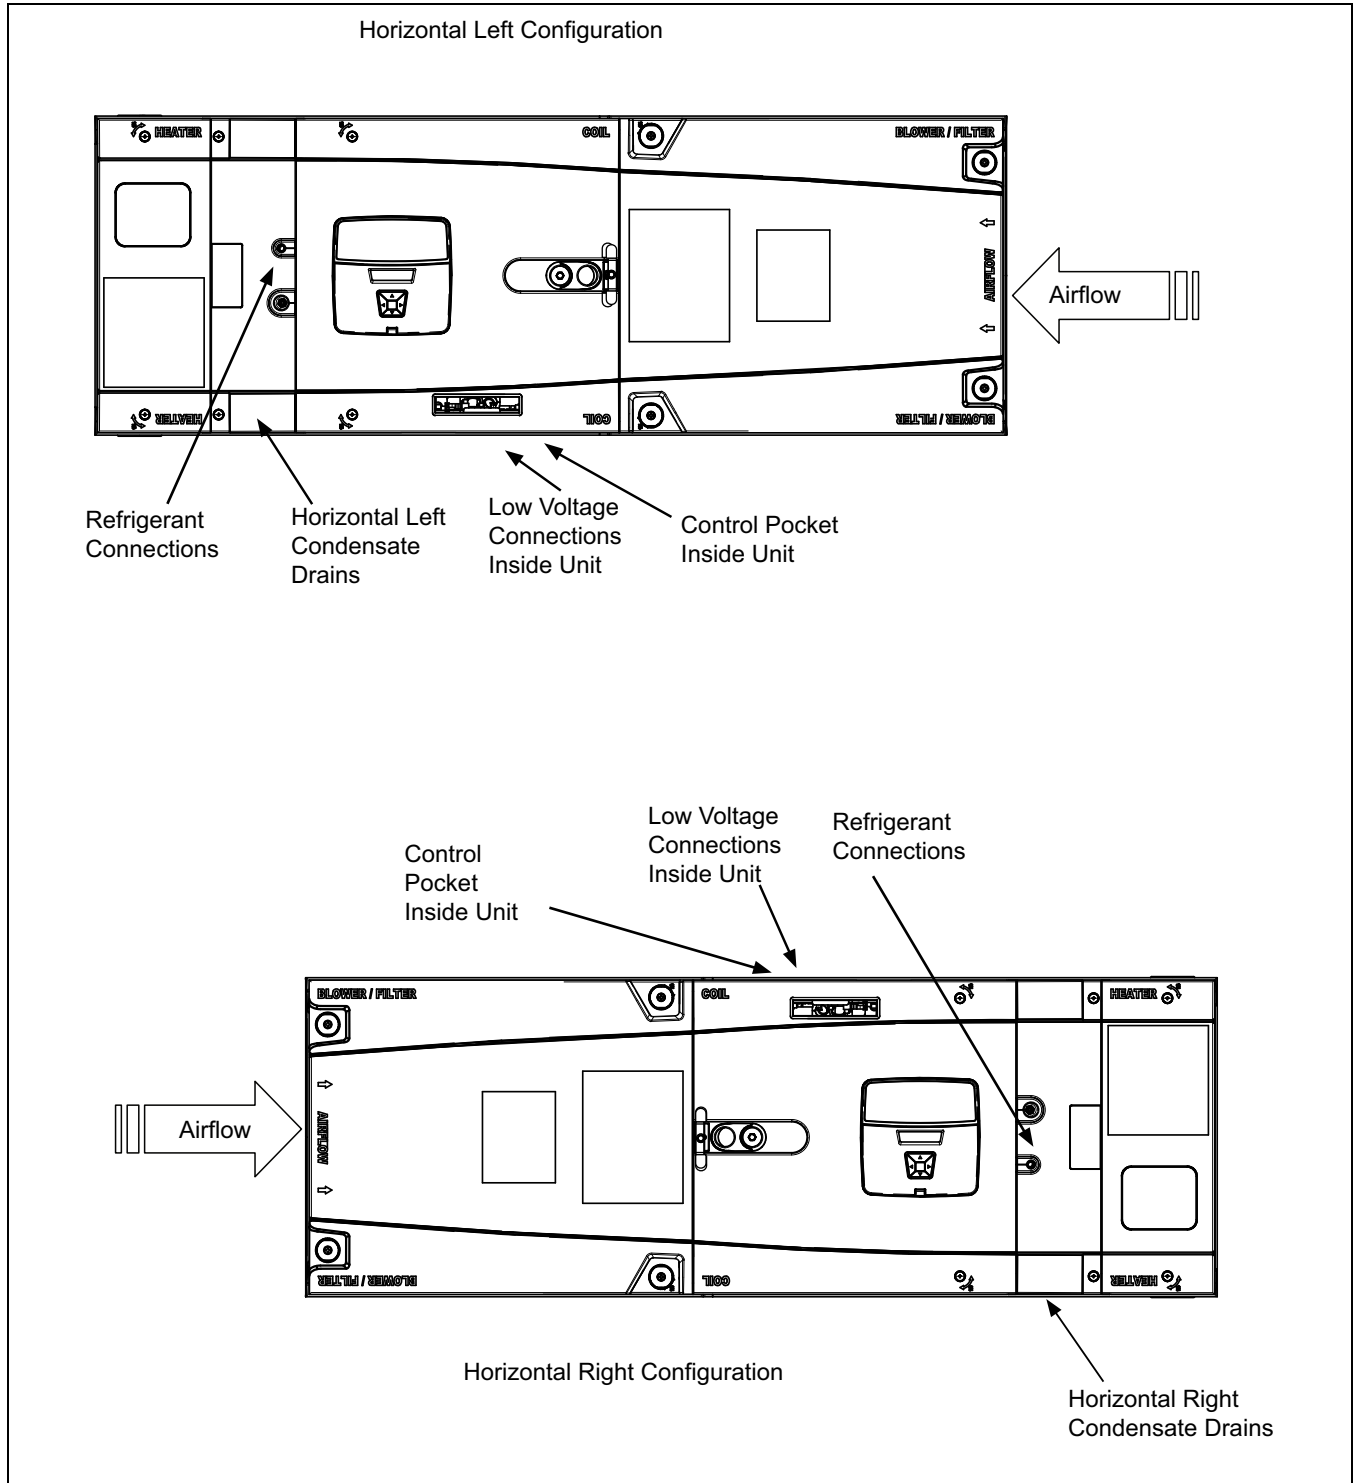 Horizontal Left Configuration
HEATER
COIL
BLOWER / FILTER
AIRFLOW
Airflow
HEATER
COIL
BLOWER / FILTER
Refrigerant
Connections
Horizontal Left
Condensate
Drains
Low Voltage
Connections
Inside Unit
Control Pocket
Inside Unit
Control
Pocket
Inside Unit
Low Voltage
Connections
Inside Unit
Refrigerant
Connections
BLOWER / FILTER
COIL
HEATER
Airflow
AIRFLOW
BLOWER / FILTER
COIL
HEATER
Horizontal Right Configuration
Horizontal Right
Condensate Drains